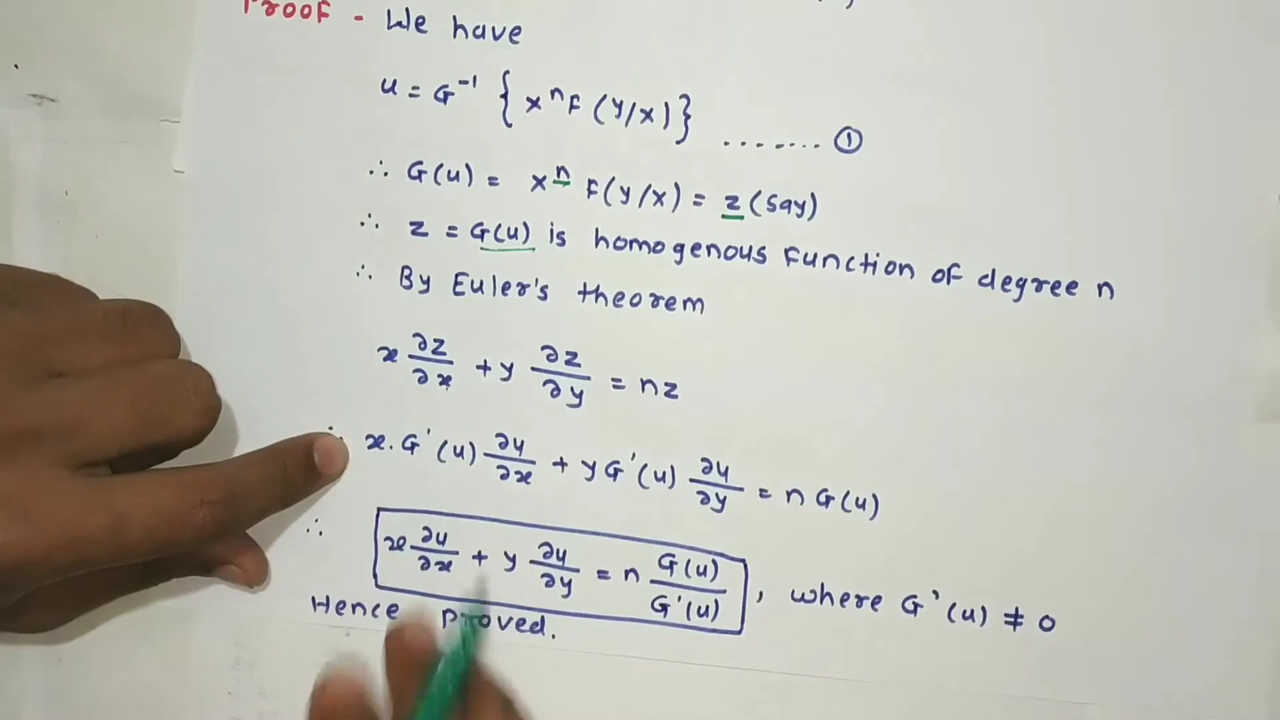 Proof - We have
u = G⁻¹ { xⁿ F (y/x)} ........ ①
∴ G(u) = xⁿ F(y/x) = z (say)
∴ z = G(u) is homogenous function of degree n
∴ By Euler's theorem
x ∂z/∂x + y ∂z/∂y = nz
∴ x. G'(u) ∂u/∂x + y G'(u) ∂u/∂y = n G(u)
∴ x ∂u/∂x + y ∂u/∂y = n G(u)/G'(u) , where G'(u) ≠ 0
Hence proved.